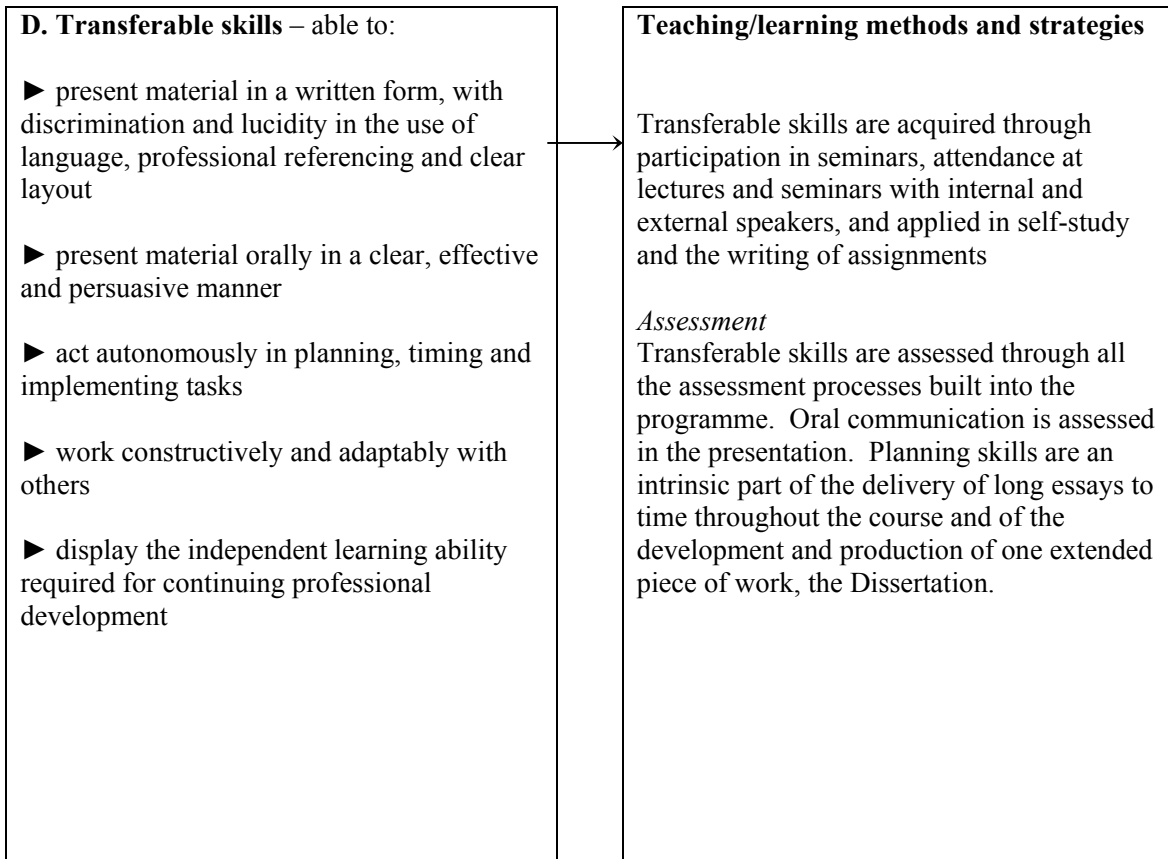 D. Transferable skills – able to:
► present material in a written form, with
discrimination and lucidity in the use of
language, professional referencing and clear
layout
► present material orally in a clear, effective
and persuasive manner
► act autonomously in planning, timing and
implementing tasks
► work constructively and adaptably with
others
► display the independent learning ability
required for continuing professional
development
Teaching/learning methods and strategies
Transferable skills are acquired through
participation in seminars, attendance at
lectures and seminars with internal and
external speakers, and applied in self-study
and the writing of assignments
Assessment
Transferable skills are assessed through all
the assessment processes built into the
programme.  Oral communication is assessed
in the presentation.  Planning skills are an
intrinsic part of the delivery of long essays to
time throughout the course and of the
development and production of one extended
piece of work, the Dissertation.